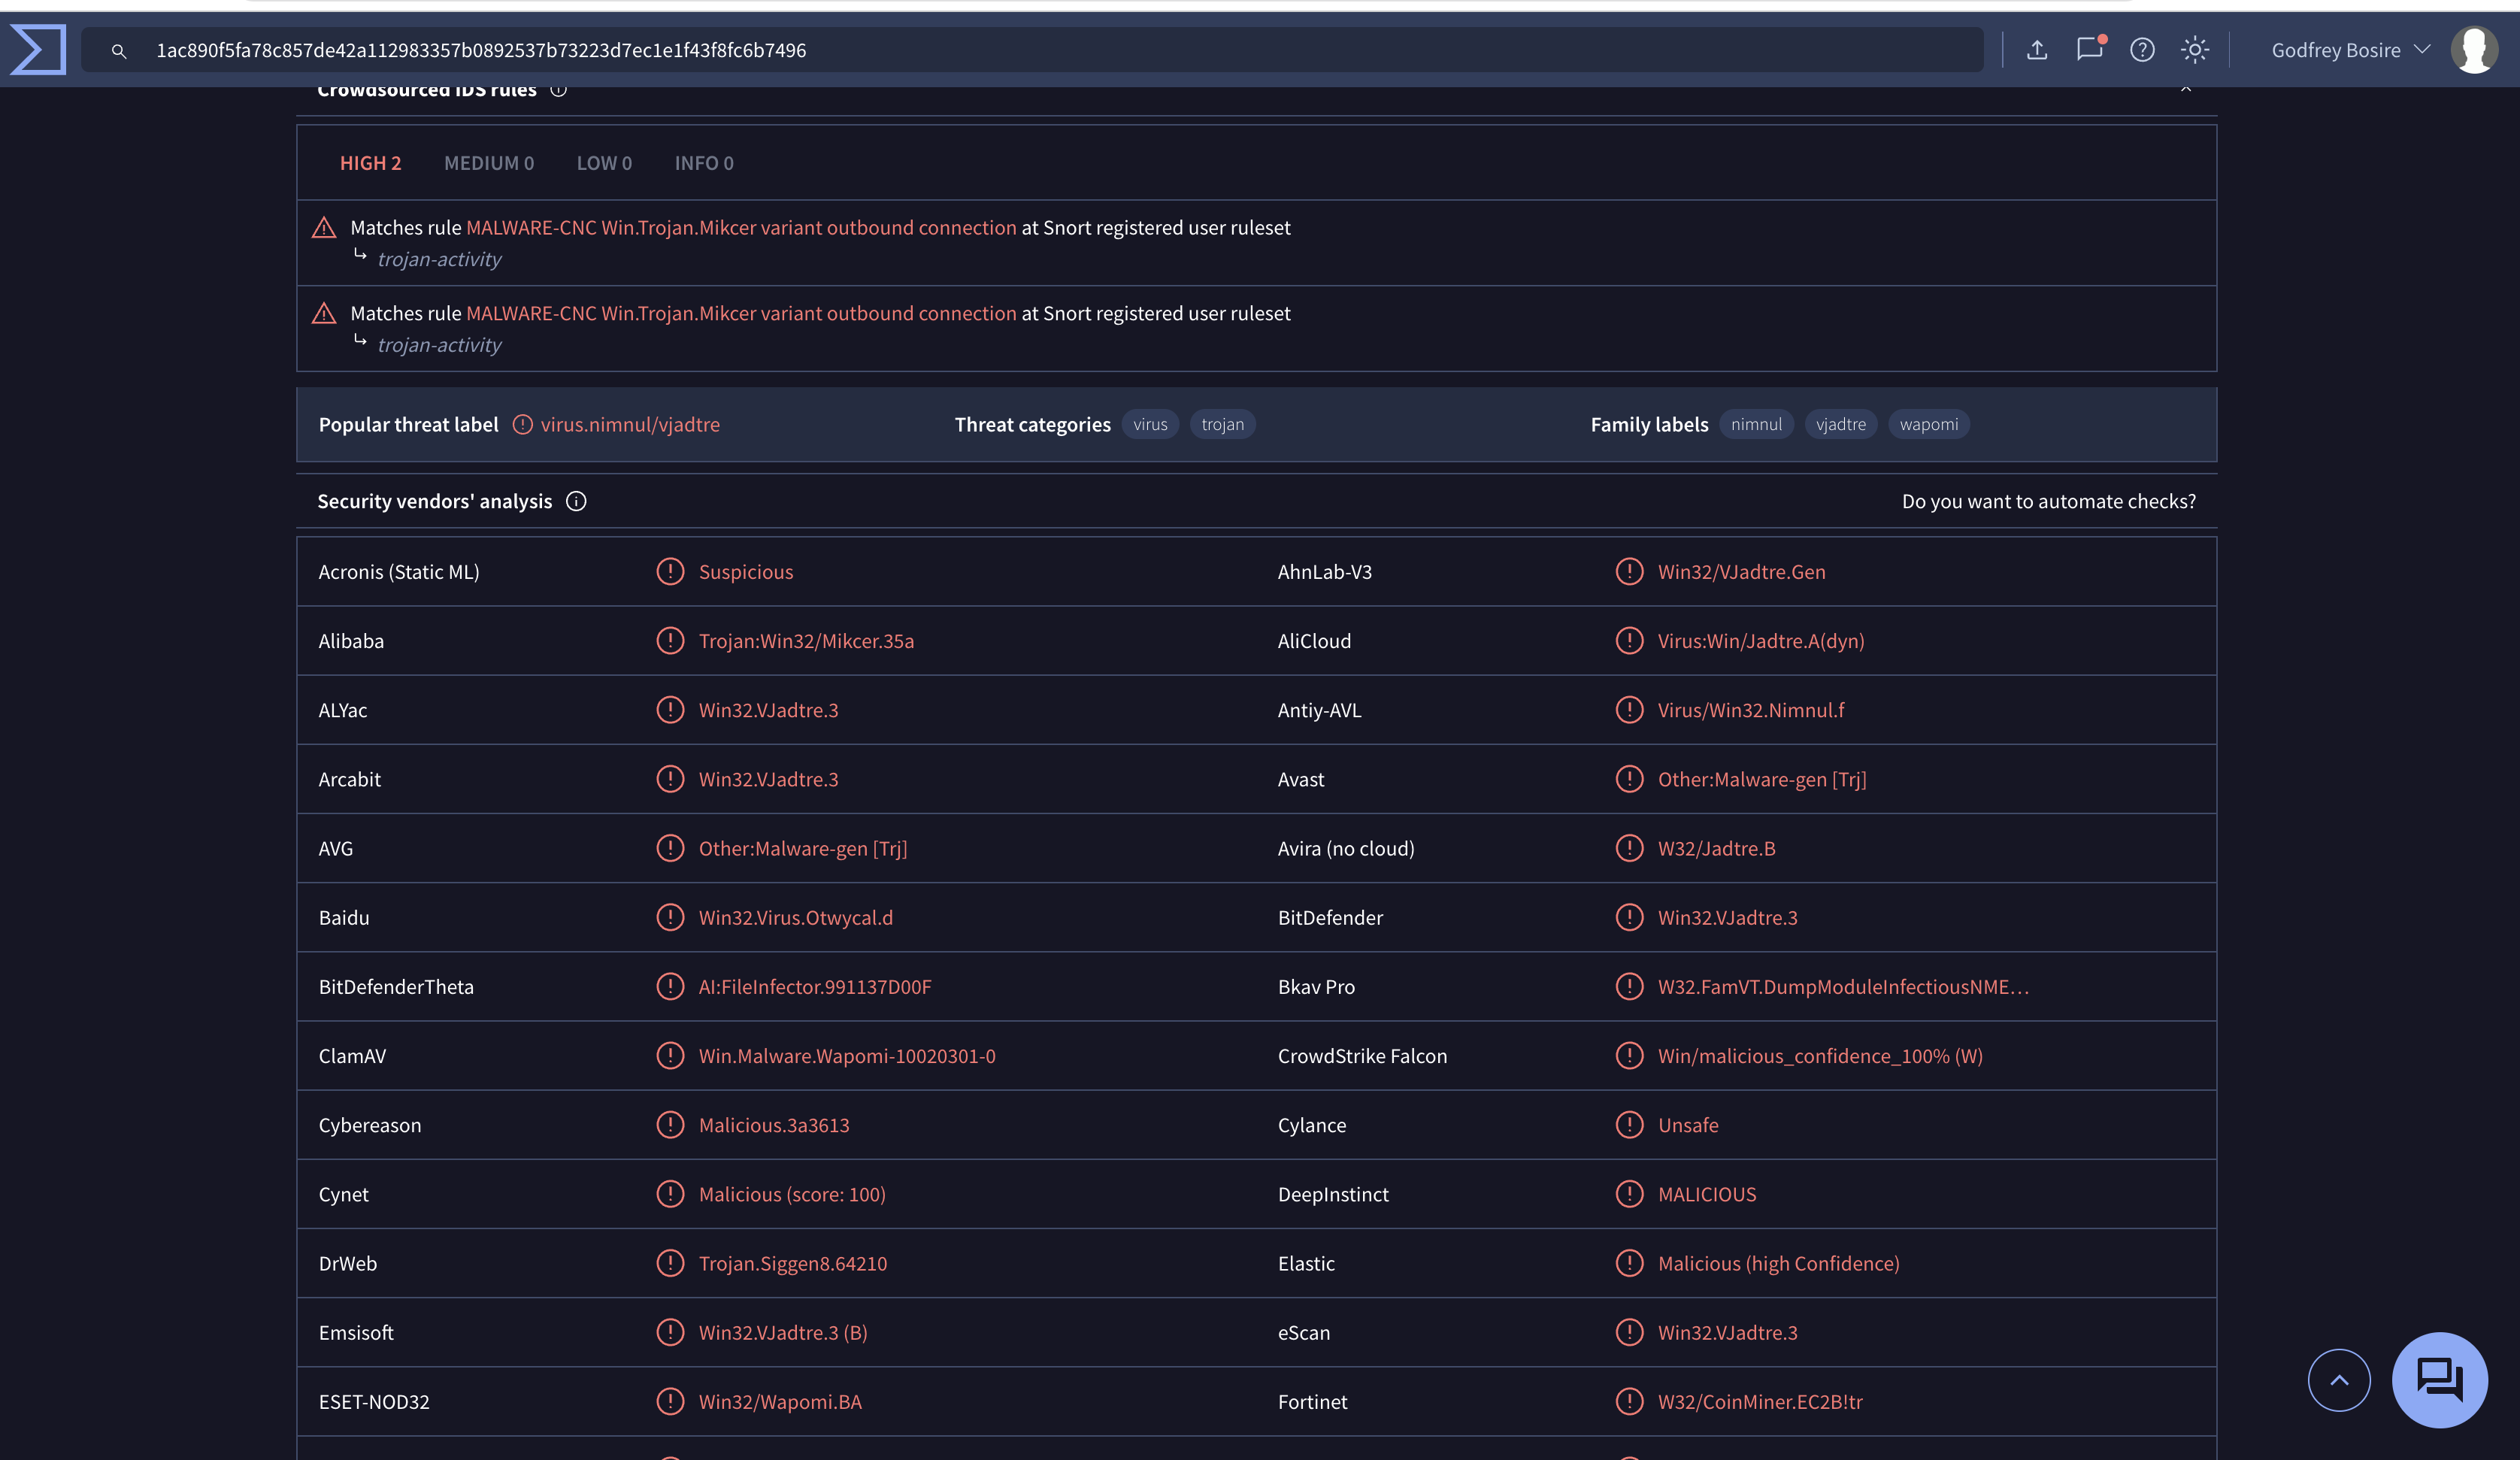 1ac890f5fa78c857de42a112983357b0892537b73223d7ec1e1f43f8fc6b7496
Godfrey Bosire
Crowdsourced IDS rules
HIGH 2 MEDIUM 0 LOW 0 INFO 0
Matches rule MALWARE-CNC Win.Trojan.Mikcer variant outbound connection at Snort registered user ruleset
trojan-activity
Matches rule MALWARE-CNC Win.Trojan.Mikcer variant outbound connection at Snort registered user ruleset
trojan-activity
Popular threat label virus.nimnul/vjadtre Threat categories virus trojan Family labels nimnul vjadtre wapomi
Security vendors' analysis Do you want to automate checks?
Acronis (Static ML) Suspicious AhnLab-V3 Win32/VJadtre.Gen
Alibaba Trojan:Win32/Mikcer.35a AliCloud Virus:Win/Jadtre.A(dyn)
ALYac Win32.VJadtre.3 Antiy-AVL Virus/Win32.Nimnul.f
Arcabit Win32.VJadtre.3 Avast Other:Malware-gen [Trj]
AVG Other:Malware-gen [Trj] Avira (no cloud) W32/Jadtre.B
Baidu Win32.Virus.Otwycal.d BitDefender Win32.VJadtre.3
BitDefenderTheta AI:FileInfector.991137D00F Bkav Pro W32.FamVT.DumpModuleInfectiousNME...
ClamAV Win.Malware.Wapomi-10020301-0 CrowdStrike Falcon Win/malicious_confidence_100% (W)
Cybereason Malicious.3a3613 Cylance Unsafe
Cynet Malicious (score: 100) DeepInstinct MALICIOUS
DrWeb Trojan.Siggen8.64210 Elastic Malicious (high Confidence)
Emsisoft Win32.VJadtre.3 (B) eScan Win32.VJadtre.3
ESET-NOD32 Win32/Wapomi.BA Fortinet W32/CoinMiner.EC2B!tr